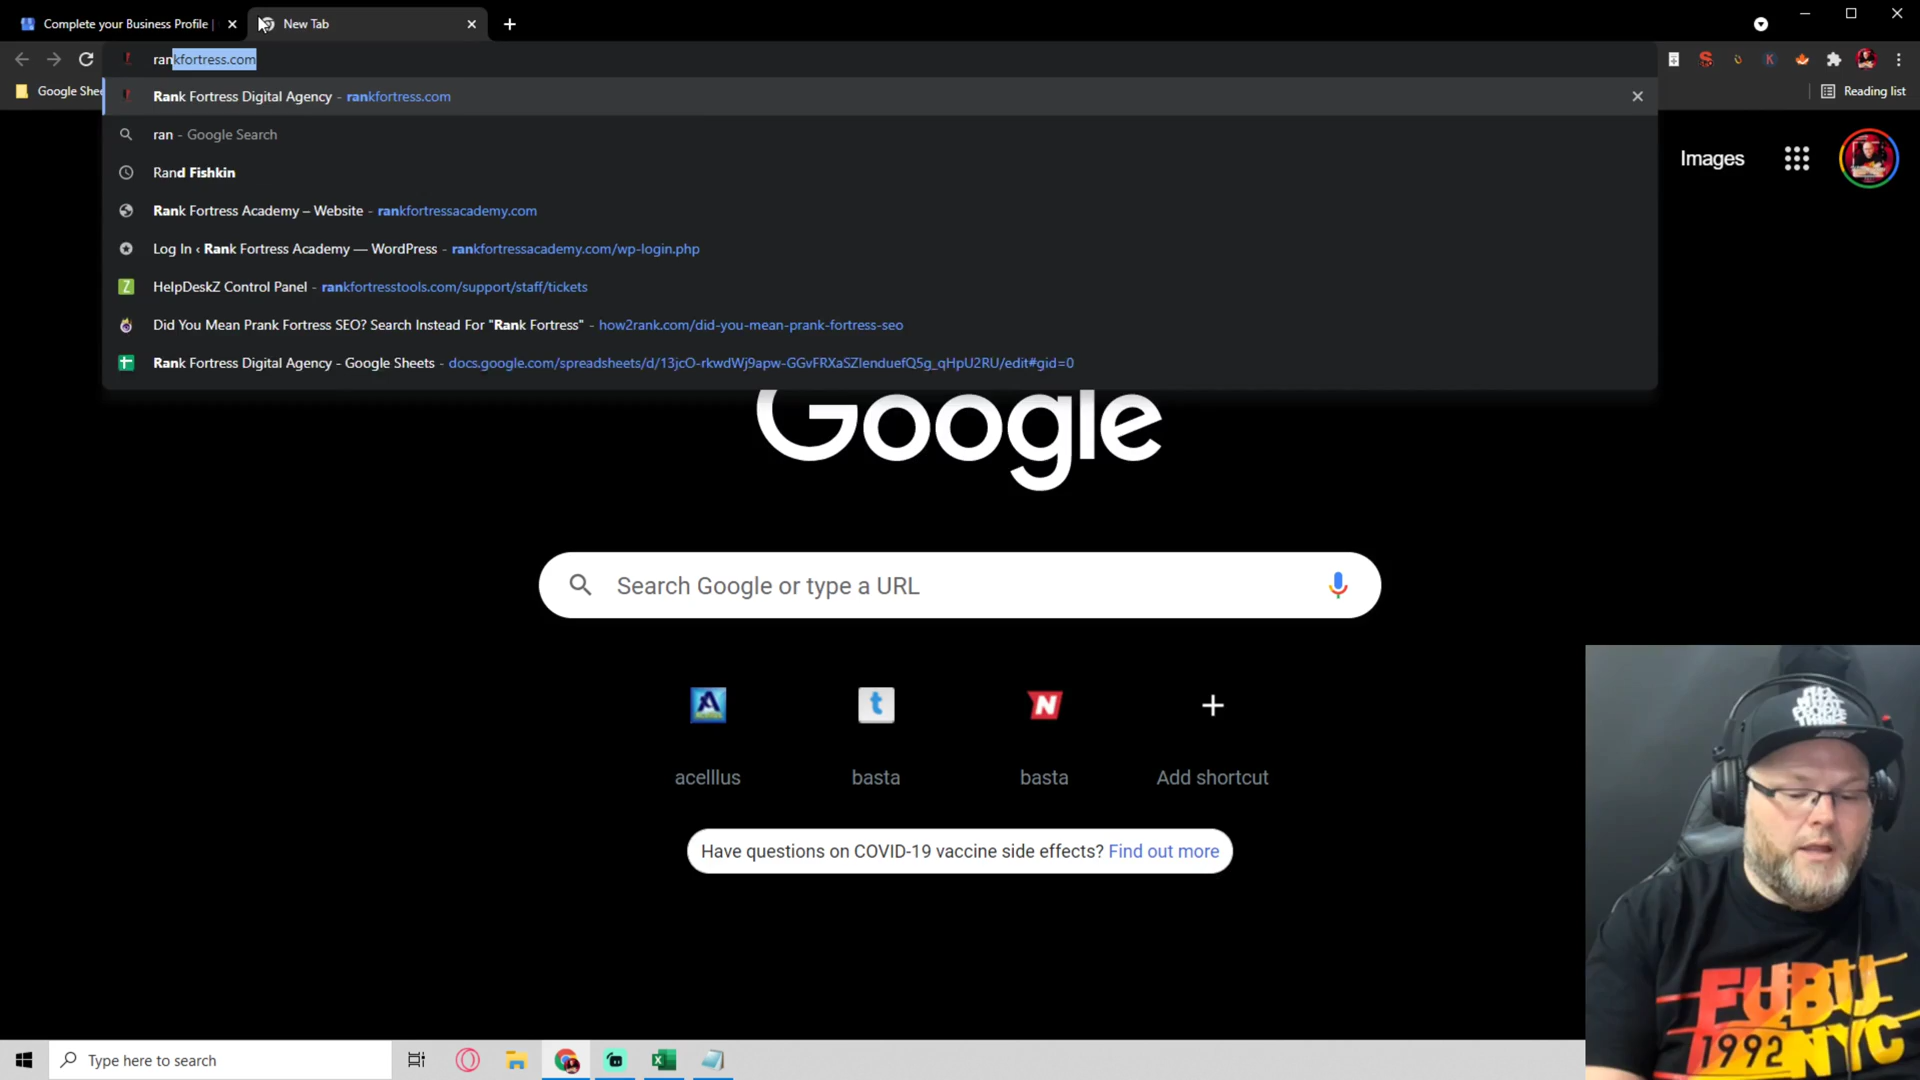 Complete your Business Profile |
New Tab
rankfortress.com
Google Shee
Reading list
Rank Fortress Digital Agency - rankfortress.com
ran - Google Search
Rand Fishkin
Rank Fortress Academy – Website - rankfortressacademy.com
Log In ‹ Rank Fortress Academy — WordPress - rankfortressacademy.com/wp-login.php
HelpDeskZ Control Panel - rankfortresstools.com/support/staff/tickets
Did You Mean Prank Fortress SEO? Search Instead For "Rank Fortress" - how2rank.com/did-you-mean-prank-fortress-seo
Rank Fortress Digital Agency - Google Sheets - docs.google.com/spreadsheets/d/13jcO-rkwdWj9apw-GGvFRXaSZlenduefQ5g_qHpU2RU/edit#gid=0
Images
Google
Search Google or type a URL
acelllus
basta
basta
Add shortcut
Have questions on COVID-19 vaccine side effects? Find out more
FUBU
1992 NYC
Type here to search